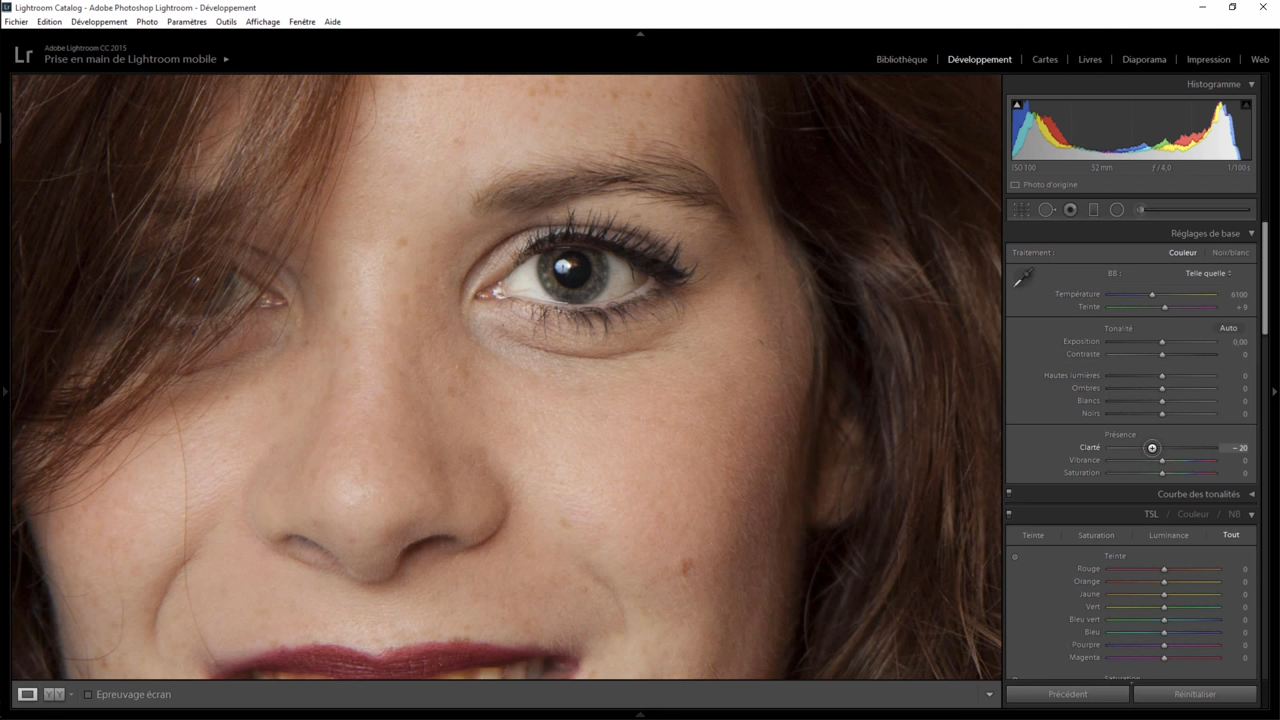 Lightroom Catalog - Adobe Photoshop Lightroom - Développement
Fichier Edition Développement Photo Paramètres Outils Affichage Fenêtre Aide
Lr
Adobe Lightroom CC 2015
Prise en main de Lightroom mobile
Bibliothèque | Développement | Cartes | Livres | Diaporama | Impression | Web
Histogramme
ISO 100 52 mm ƒ / 4,0 1/100s
Photo d'origine
Réglages de base
Traitement : Couleur Noir/blanc
BB : Telle quelle
Température 6100
Teinte + 9
Tonalité Auto
Exposition 0,00
Contraste 0
Hautes lumières 0
Ombres 0
Blancs 0
Noirs 0
Présence
Clarté – 20
Vibrance 0
Saturation 0
Courbe des tonalités
TSL / Couleur / NB
Teinte Saturation Luminance Tout
Teinte
Rouge 0
Orange 0
Jaune 0
Vert 0
Bleu vert 0
Bleu 0
Pourpre 0
Magenta 0
Saturation
Epreuvage écran
Précédent Réinitialiser